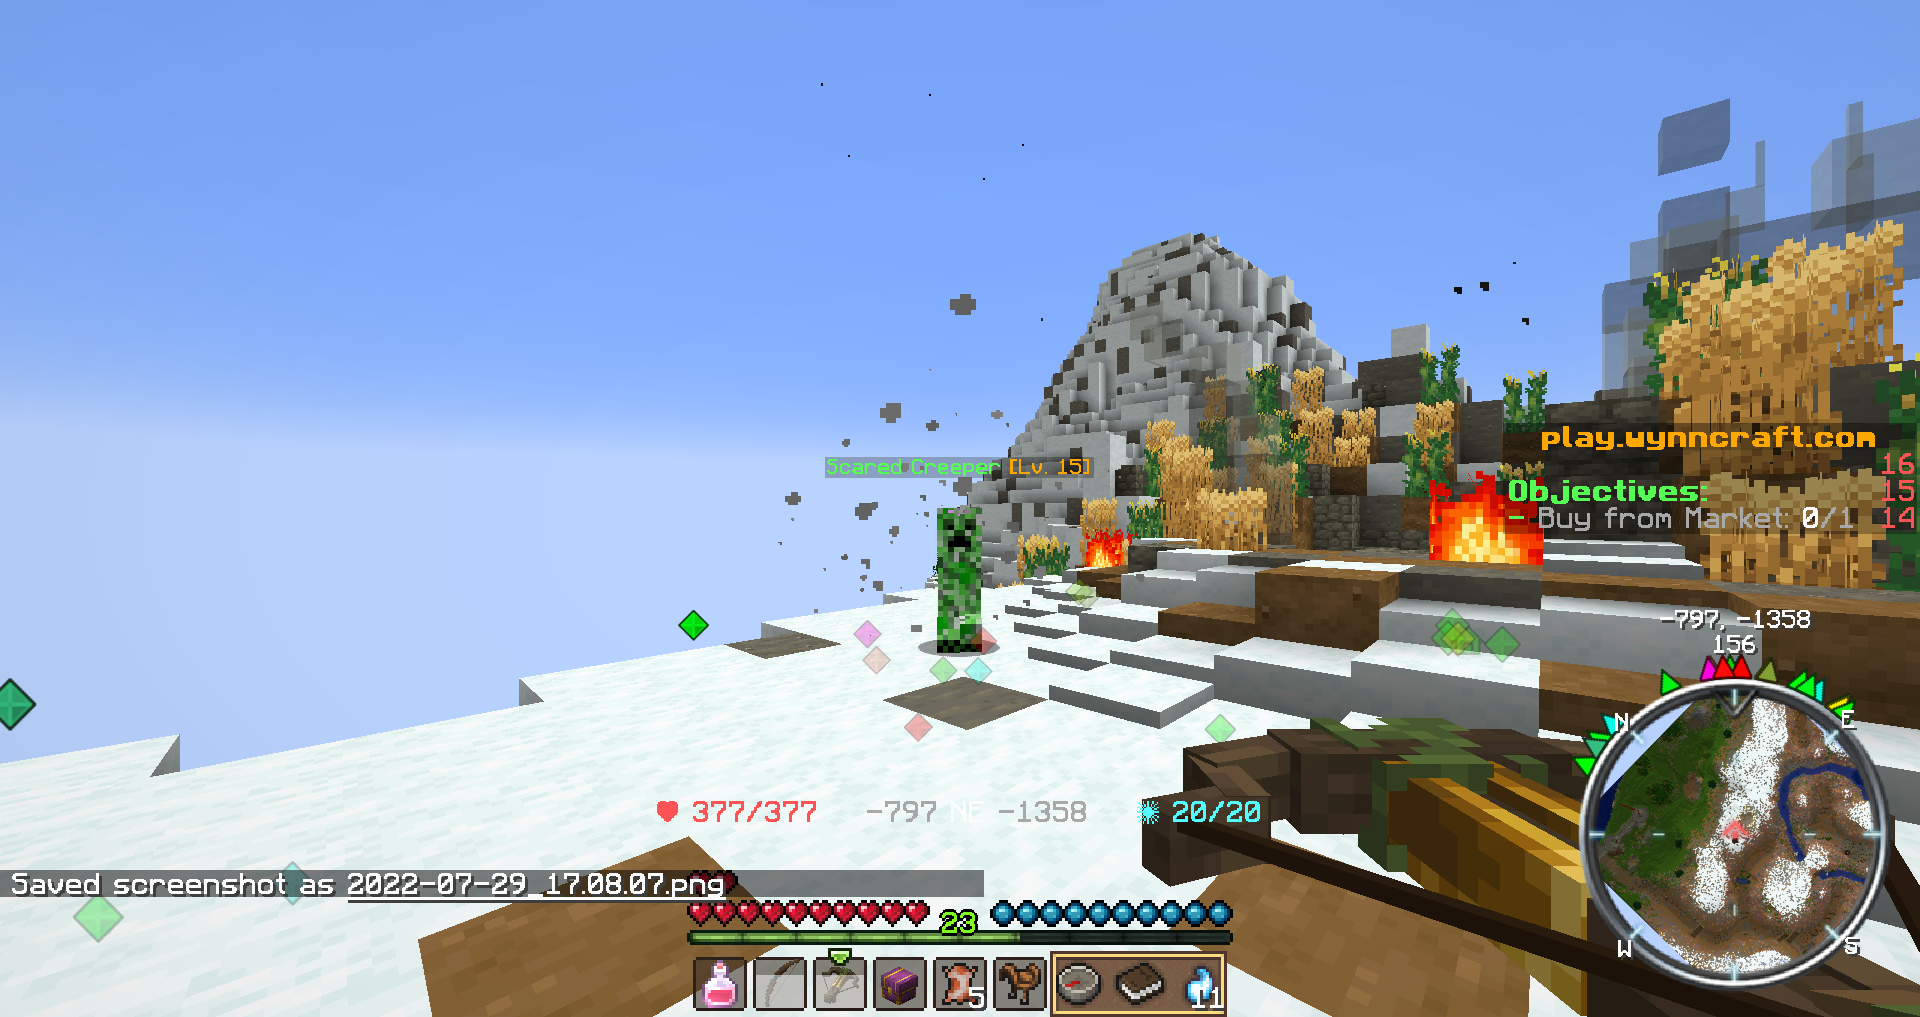 Scared Creeper [Lv. 15]
play.wynncraft.com
16
Objectives:
15
- Buy from Market: 0/1
14
-797, -1358
156
N
E
W
S
377/377
-797 NE -1358
20/20
Saved screenshot as 2022-07-29_17.08.07.png
23
5
11